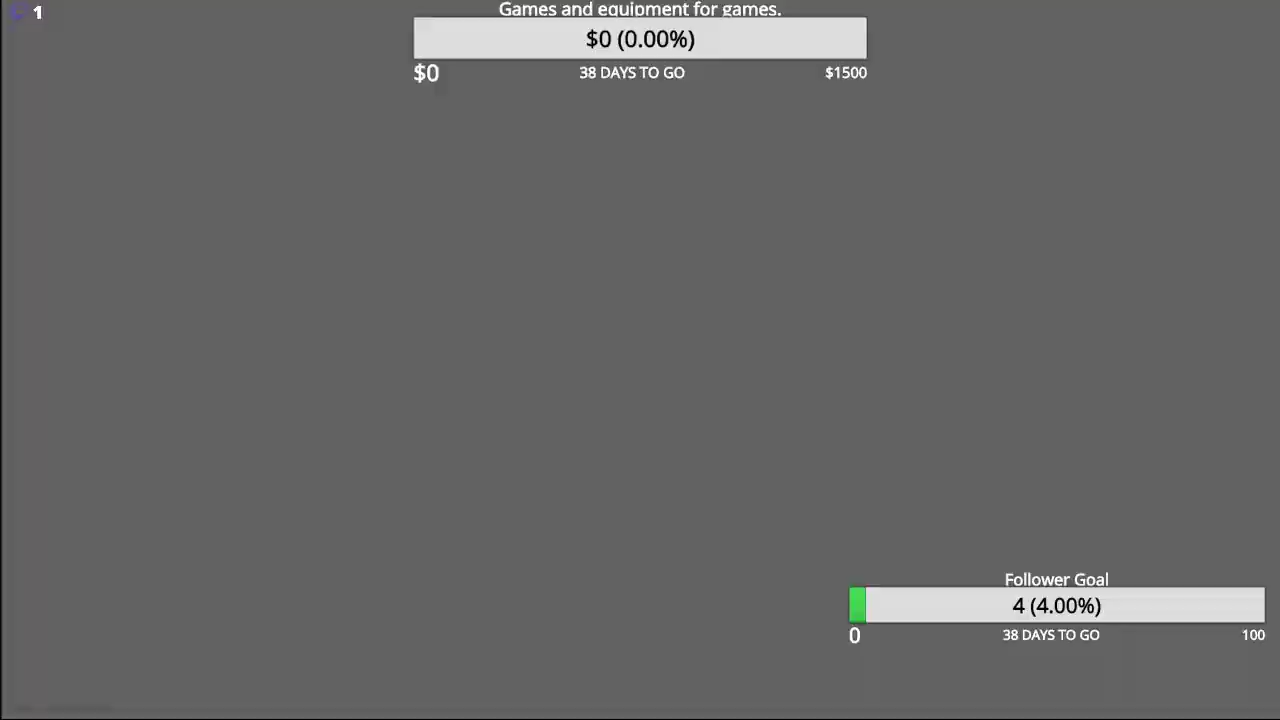 1
Games and equipment for games.
$0 (0.00%)
$0 38 DAYS TO GO $1500
Follower Goal
4 (4.00%)
0 38 DAYS TO GO 100